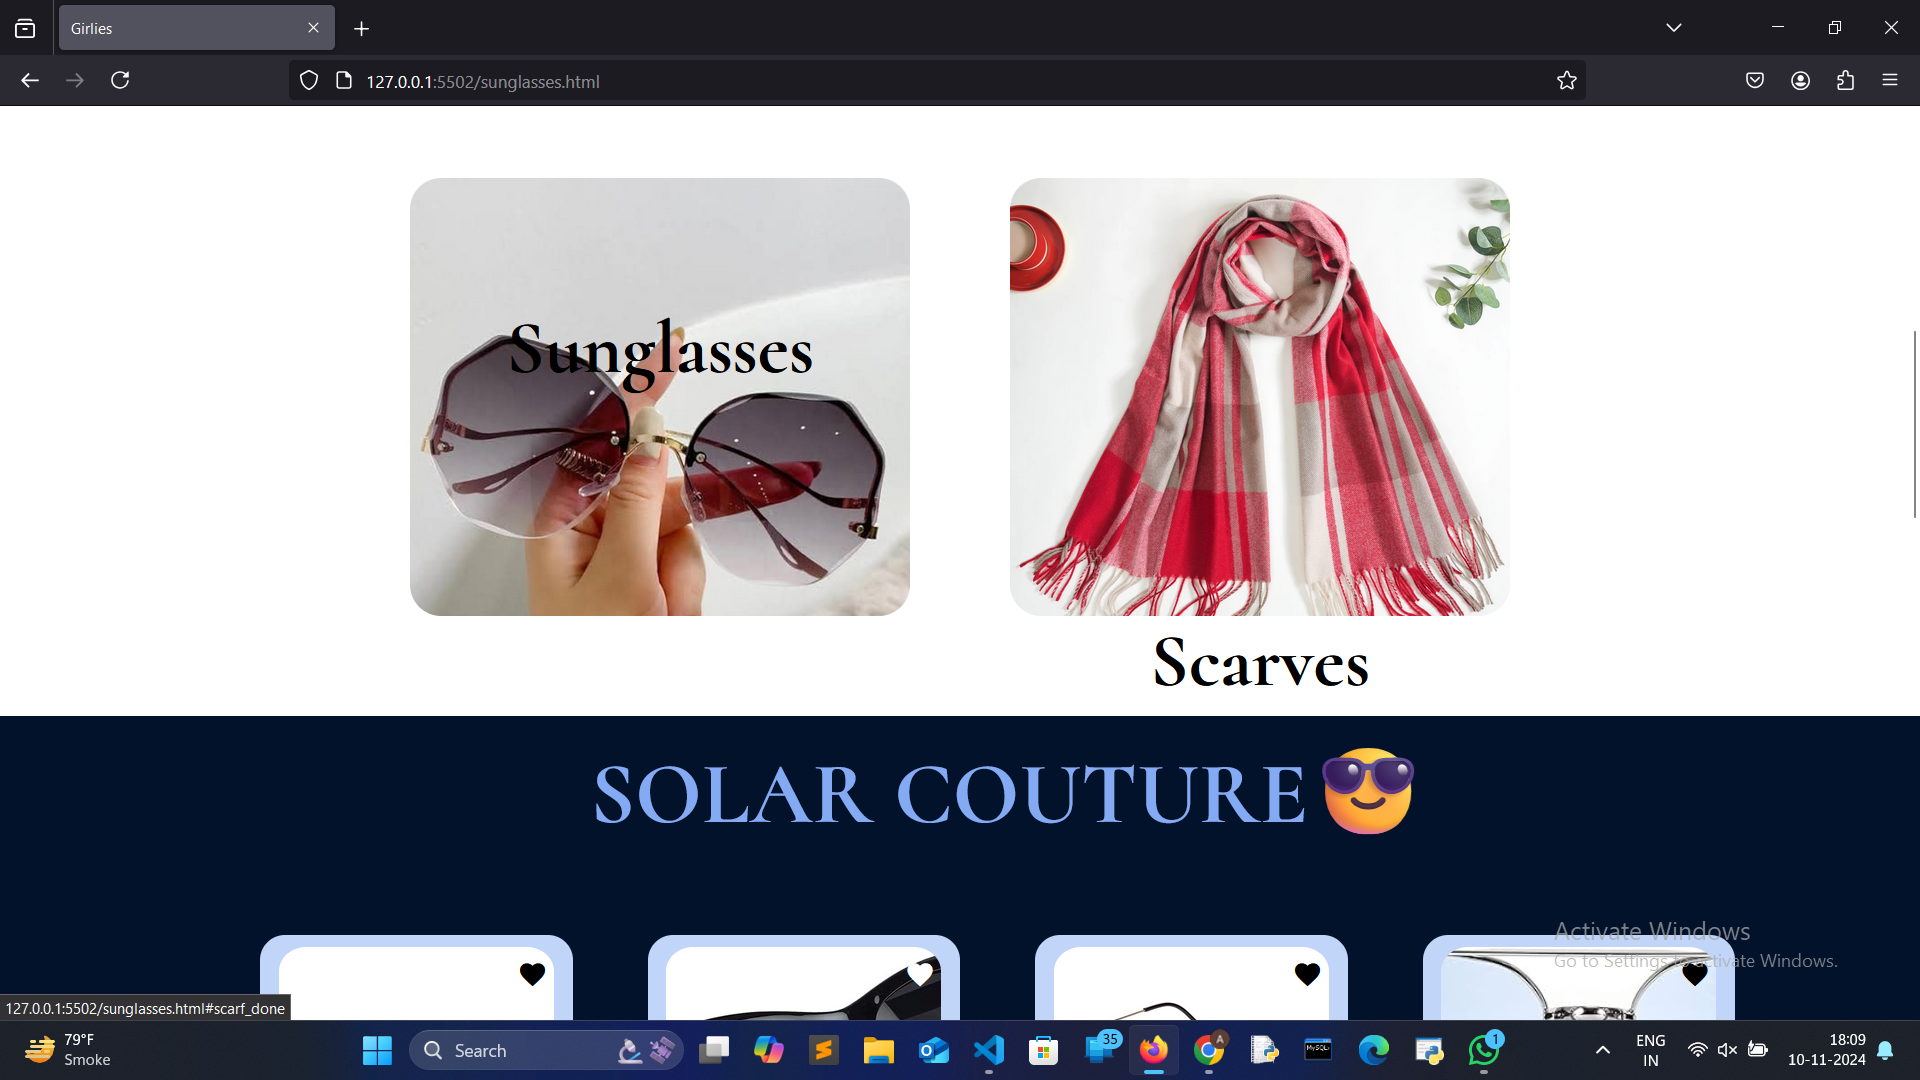 Girlies
127.0.0.1:5502/sunglasses.html
Sunglasses
Scarves
SOLAR COUTURE
Activate Windows
Go to Settings to activate Windows.
127.0.0.1:5502/sunglasses.html#scarf_done
79°F
Smoke
Search
35
A
MySQL
1
ENG
IN
18:09
10-11-2024